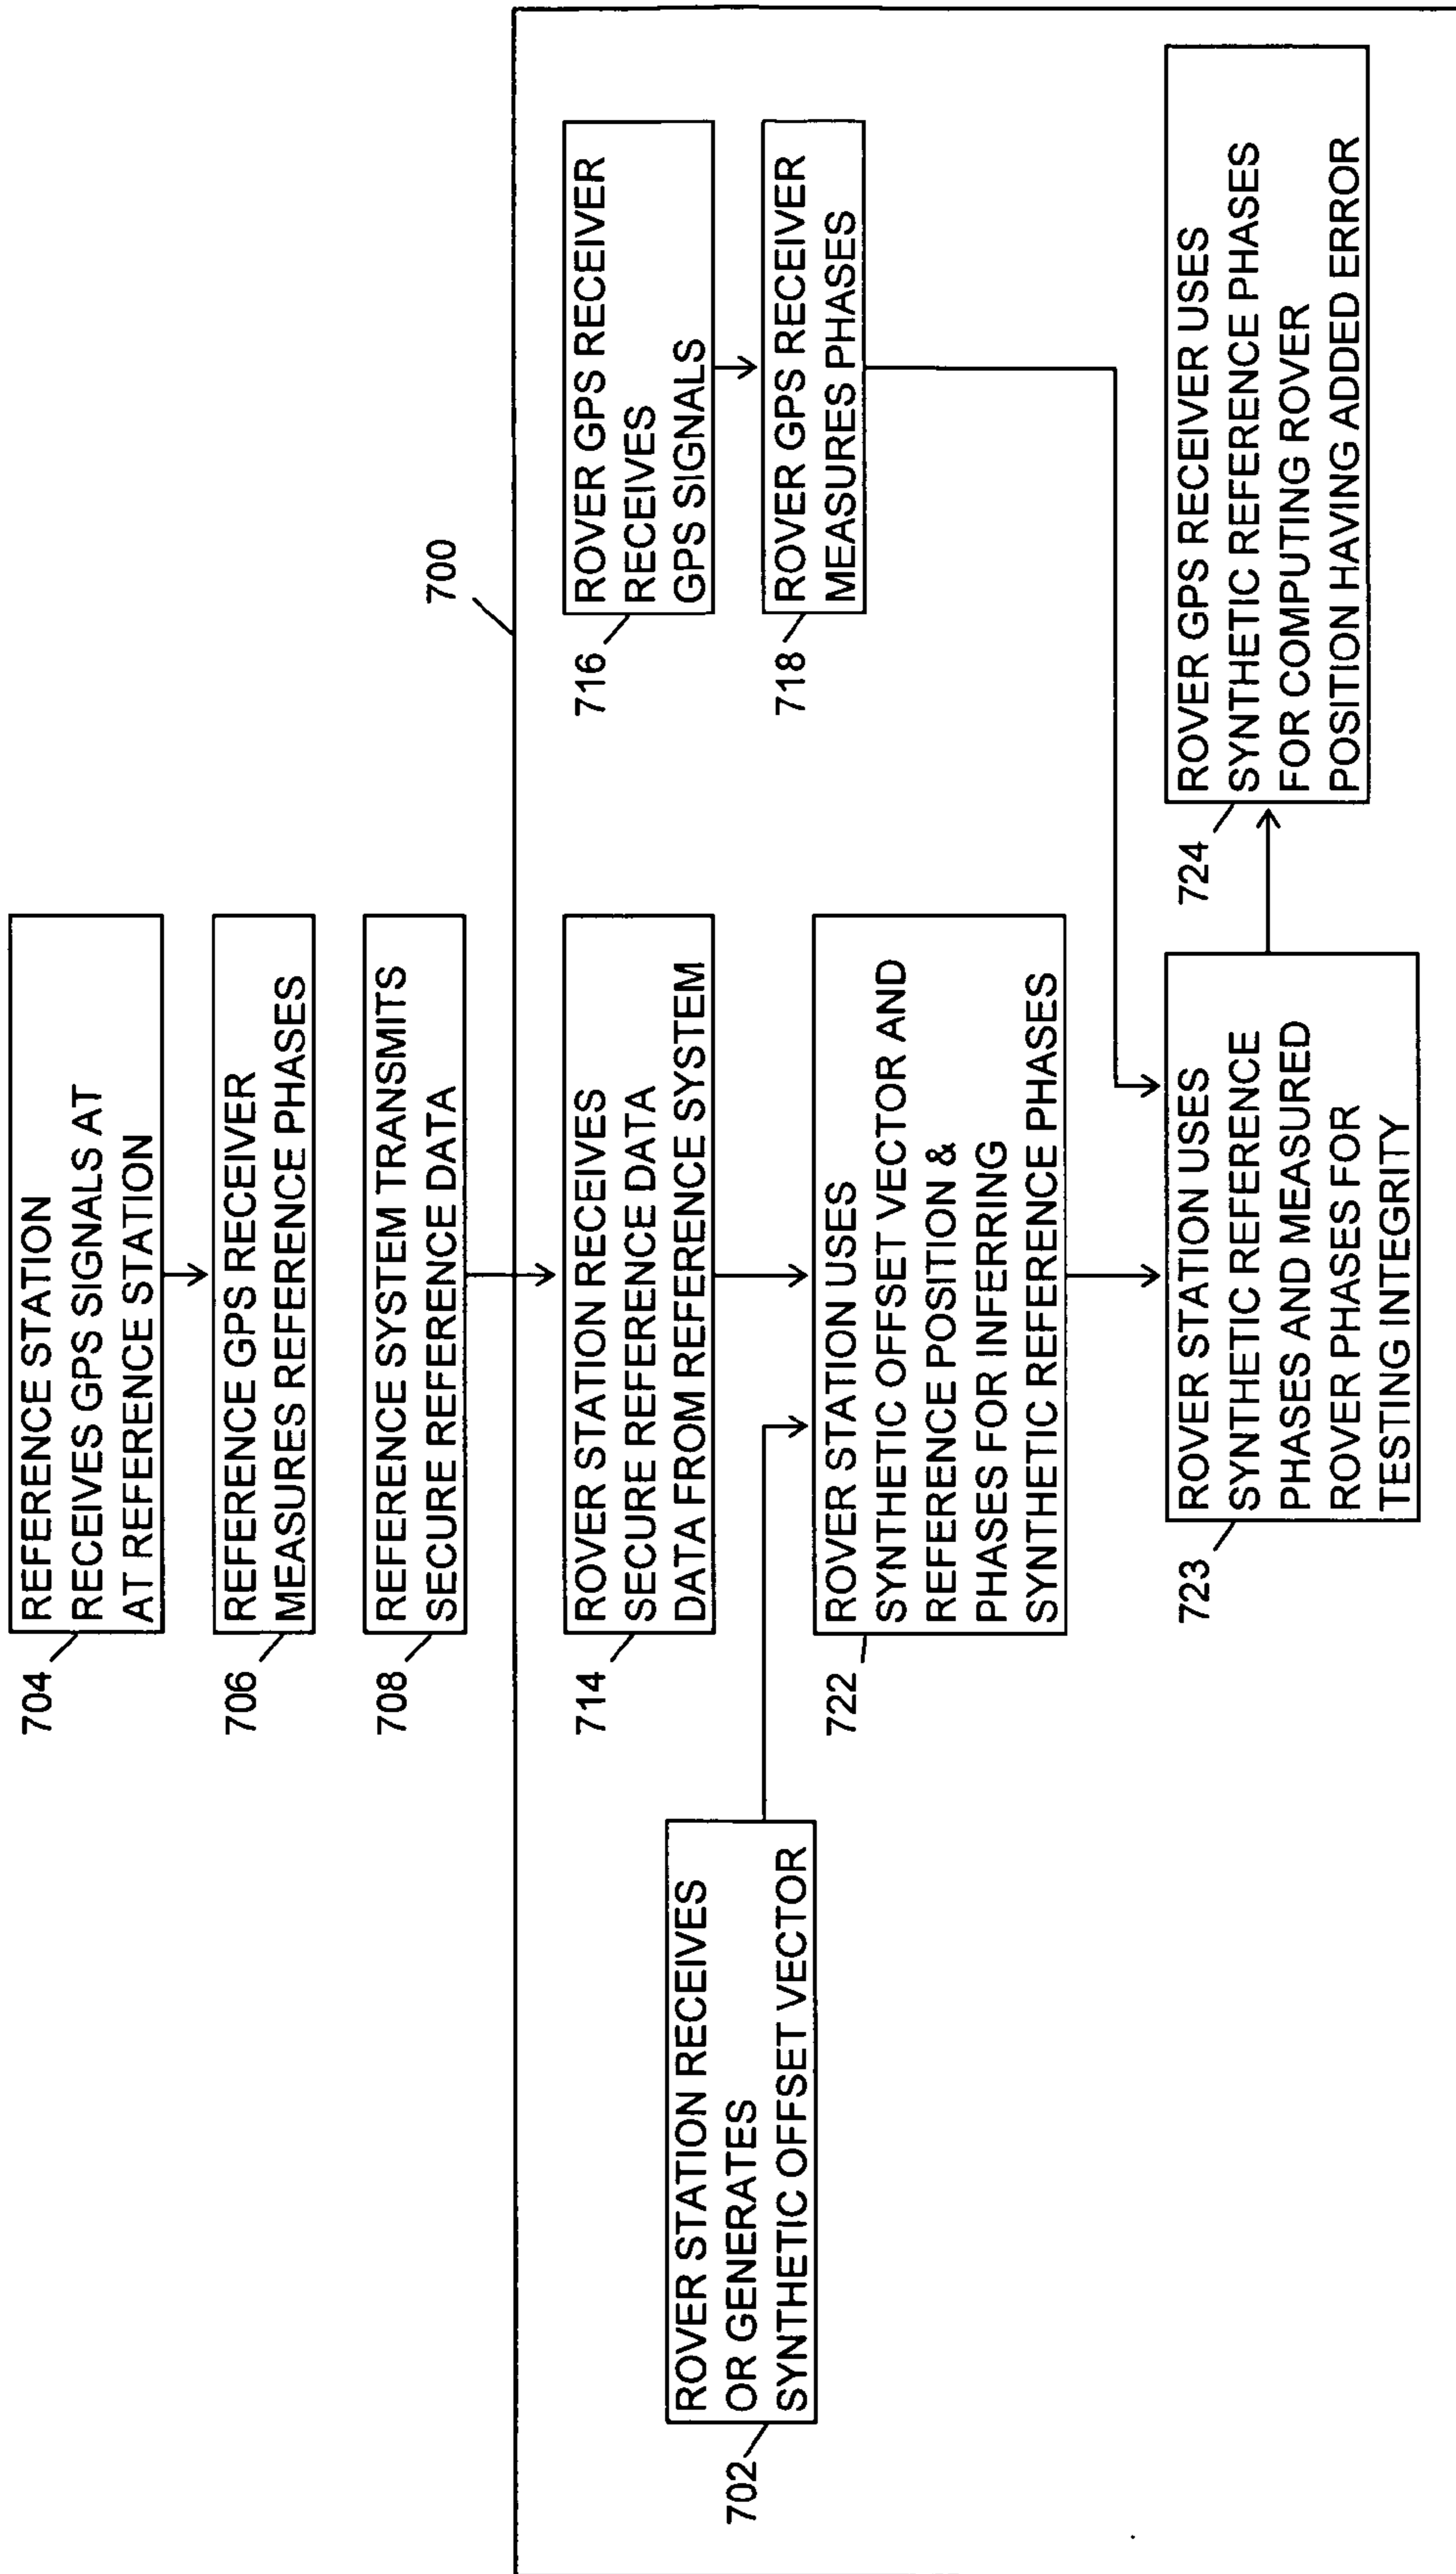 704
REFERENCE STATION
RECEIVES GPS SIGNALS AT
AT REFERENCE STATION
706
REFERENCE GPS RECEIVER
MEASURES REFERENCE PHASES
708
REFERENCE SYSTEM TRANSMITS
SECURE REFERENCE DATA
700
702
ROVER STATION RECEIVES
OR GENERATES
SYNTHETIC OFFSET VECTOR
714
ROVER STATION RECEIVES
SECURE REFERENCE DATA
DATA FROM REFERENCE SYSTEM
716
ROVER GPS RECEIVER
RECEIVES
GPS SIGNALS
718
ROVER GPS RECEIVER
MEASURES PHASES
722
ROVER STATION USES
SYNTHETIC OFFSET VECTOR AND
REFERENCE POSITION &
PHASES FOR INFERRING
SYNTHETIC REFERENCE PHASES
723
ROVER STATION USES
SYNTHETIC REFERENCE
PHASES AND MEASURED
ROVER PHASES FOR
TESTING INTEGRITY
724
ROVER GPS RECEIVER USES
SYNTHETIC REFERENCE PHASES
FOR COMPUTING ROVER
POSITION HAVING ADDED ERROR